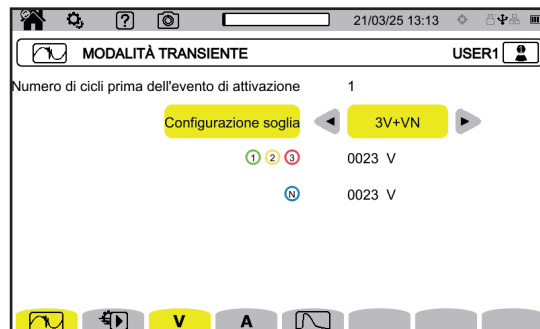 ? 21/03/25 13:13
MODALITÀ TRANSIENTE USER1
Numero di cicli prima dell'evento di attivazione 1
Configurazione soglia 3V+VN
1 2 3 0023 V
N 0023 V
V A